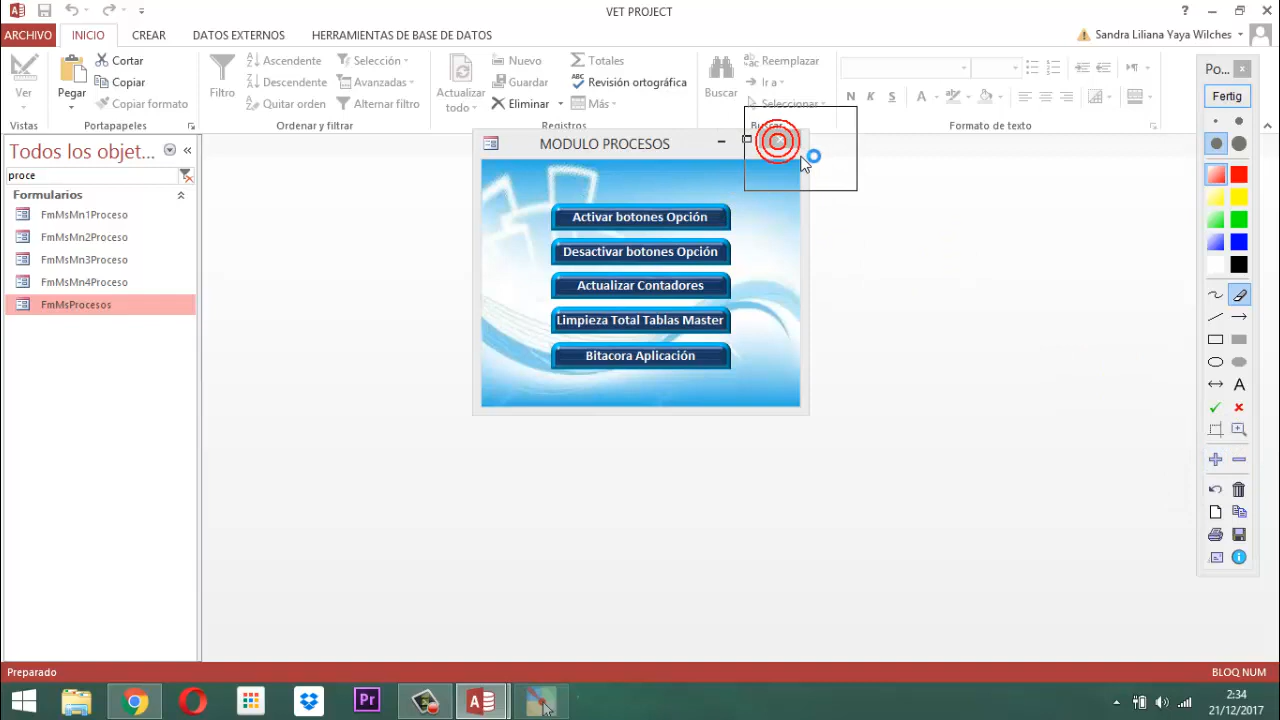 VET PROJECT
?
ARCHIVO INICIO CREAR DATOS EXTERNOS HERRAMIENTAS DE BASE DE DATOS
Sandra Liliana Yaya Wilches
Ver
Vistas
Pegar
Cortar
Copiar
Copiar formato
Portapapeles
Filtro
Ascendente
Descendente
Quitar orden
Selección
Avanzadas
Alternar filtro
Ordenar y filtrar
Actualizar
todo
Nuevo
Guardar
Eliminar
Totales
Revisión ortográfica
Más
Registros
Buscar
Reemplazar
Ir a
Seleccionar
Buscar
N K S A
Formato de texto
Todos los objet...
proce
Formularios
FmMsMn1Proceso
FmMsMn2Proceso
FmMsMn3Proceso
FmMsMn4Proceso
FmMsProcesos
MODULO PROCESOS
Activar botones Opción
Desactivar botones Opción
Actualizar Contadores
Limpieza Total Tablas Master
Bitacora Aplicación
Po...
Fertig
A
Preparado
BLOQ NUM
Pr
2:34
21/12/2017